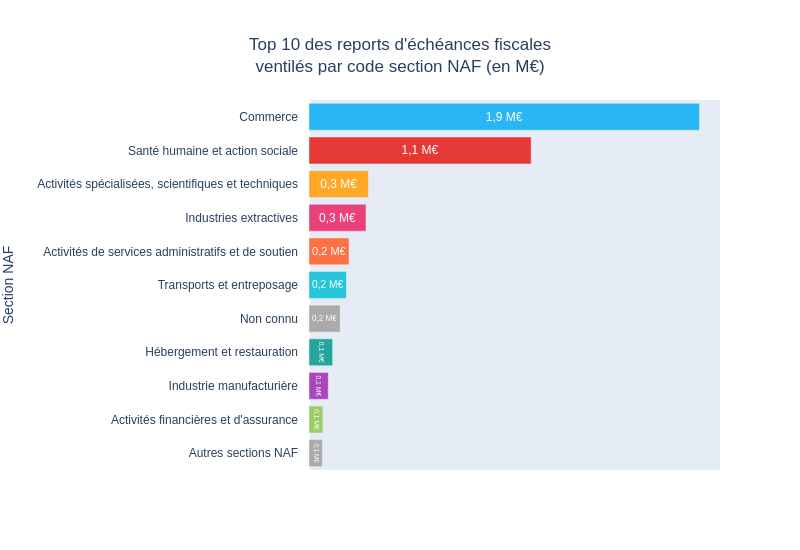 Top 10 des reports d'échéances fiscales
ventilés par code section NAF (en M€)
Section NAF
Commerce 1,9 M€
Santé humaine et action sociale 1,1 M€
Activités spécialisées, scientifiques et techniques 0,3 M€
Industries extractives 0,3 M€
Activités de services administratifs et de soutien 0,2 M€
Transports et entreposage 0,2 M€
Non connu 0,2 M€
Hébergement et restauration 0,1 M€
Industrie manufacturière 0,1 M€
Activités financières et d'assurance 0,1 M€
Autres sections NAF 0,1 M€